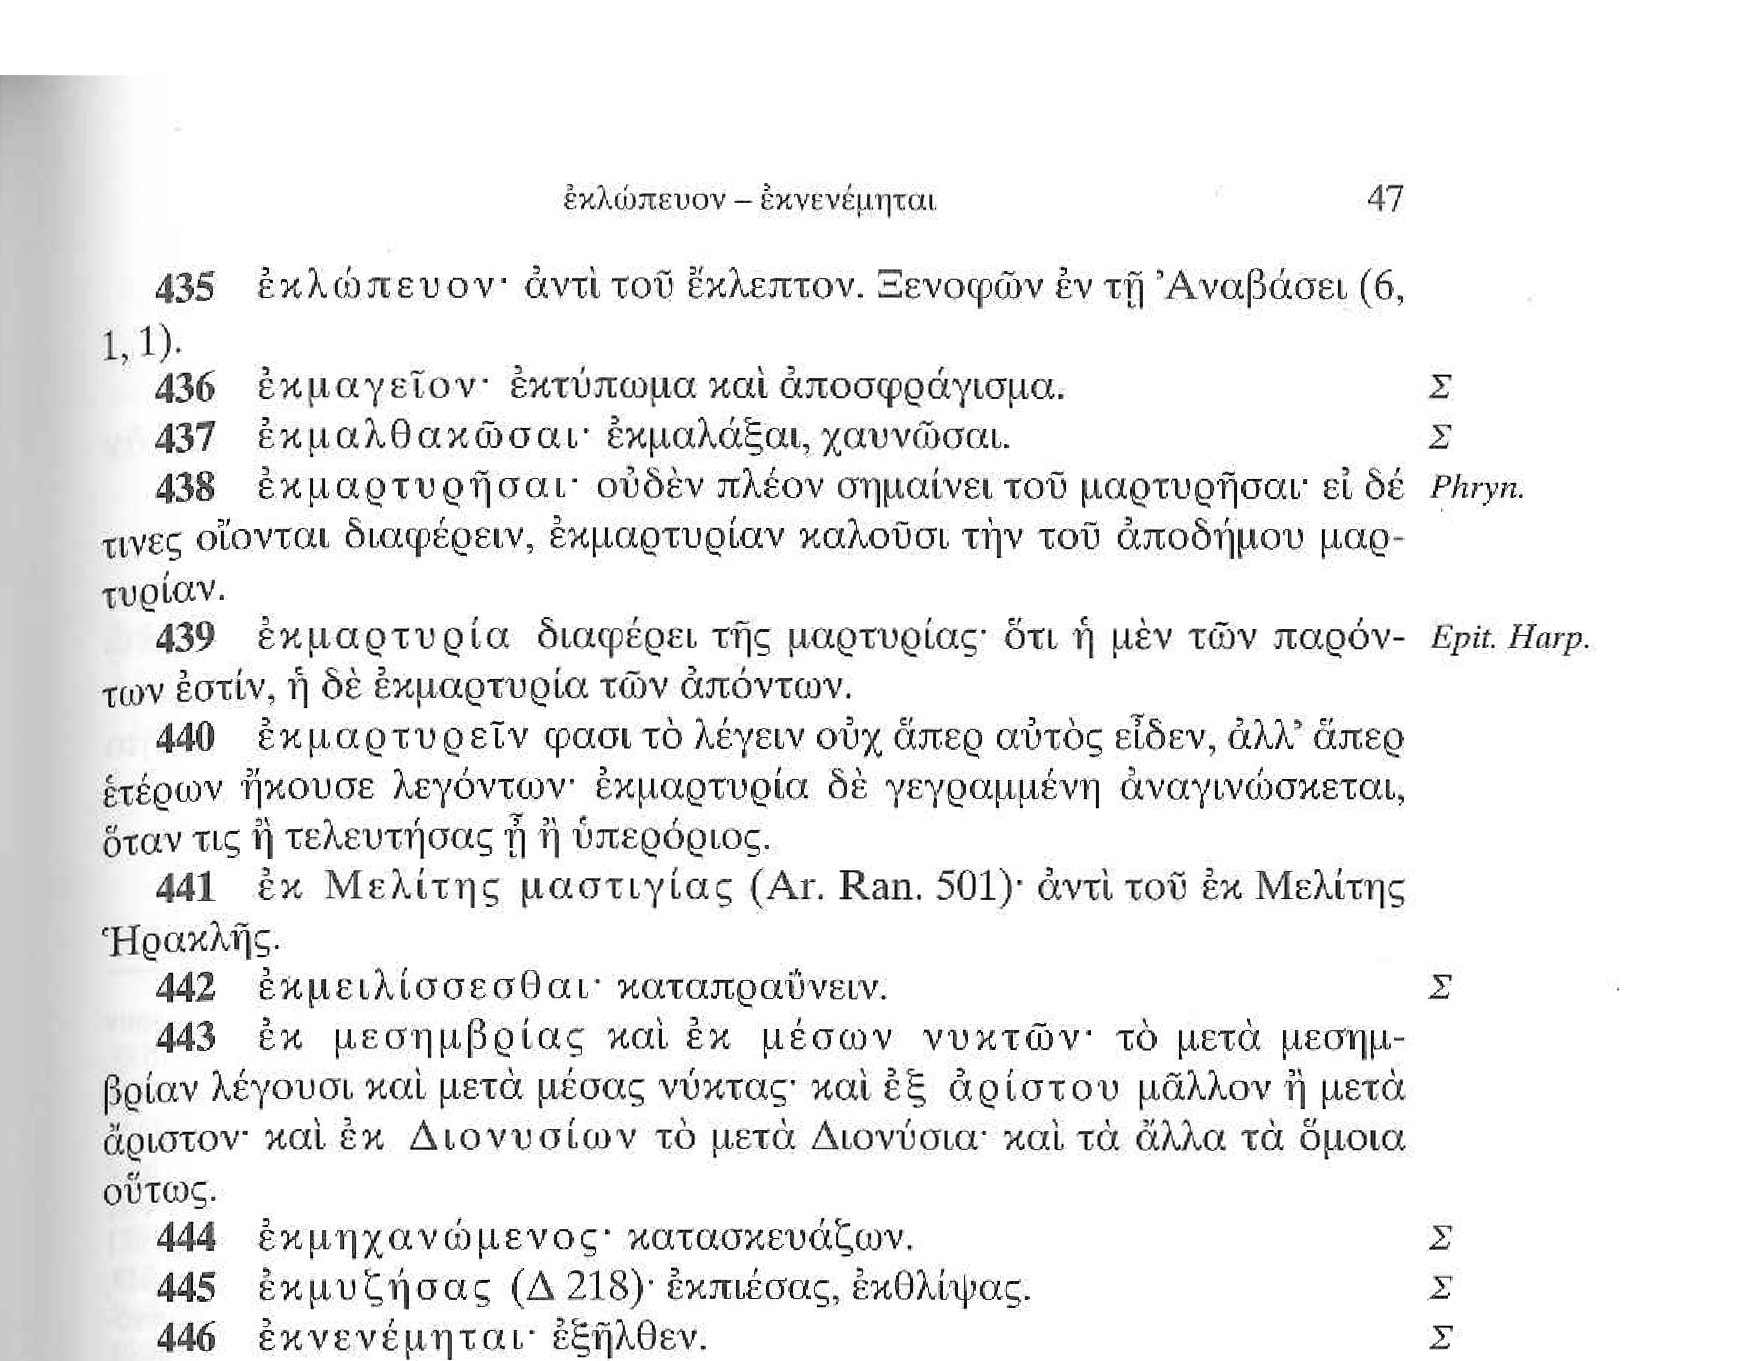 ἐκλώπευον – ἐκνενέμηται 47
435 ἐκλώπευον· ἀντὶ τοῦ ἔκλεπτον. Ξενοφῶν ἐν τῇ Ἀναβάσει (6,
1, 1).
436 ἐκμαγεῖον· ἐκτύπωμα καὶ ἀποσφράγισμα. Σ
437 ἐκμαλθακῶσαι· ἐκμαλάξαι, χαυνῶσαι. Σ
438 ἐκμαρτυρῆσαι· οὐδὲν πλέον σημαίνει τοῦ μαρτυρῆσαι· εἰ δέ Phryn.
τινες οἴονται διαφέρειν, ἐκμαρτυρίαν καλοῦσι τὴν τοῦ ἀποδήμου μαρ-
τυρίαν.
439 ἐκμαρτυρία διαφέρει τῆς μαρτυρίας· ὅτι ἡ μὲν τῶν παρόν- Epit. Harp.
των ἐστίν, ἡ δὲ ἐκμαρτυρία τῶν ἀπόντων.
440 ἐκμαρτυρεῖν φασι τὸ λέγειν οὐχ ἅπερ αὐτὸς εἶδεν, ἀλλ’ ἅπερ
ἑτέρων ἤκουσε λεγόντων· ἐκμαρτυρία δὲ γεγραμμένη ἀναγινώσκεται,
ὅταν τις ἢ τελευτήσας ᾖ ἢ ὑπερόριος.
441 ἐκ Μελίτης μαστιγίας (Ar. Ran. 501)· ἀντὶ τοῦ ἐκ Μελίτης
Ἡρακλῆς.
442 ἐκμειλίσσεσθαι· καταπραΰνειν. Σ
443 ἐκ μεσημβρίας καὶ ἐκ μέσων νυκτῶν· τὸ μετὰ μεσημ-
βρίαν λέγουσι καὶ μετὰ μέσας νύκτας· καὶ ἐξ ἀρίστου μᾶλλον ἢ μετὰ
ἄριστον· καὶ ἐκ Διονυσίων τὸ μετὰ Διονύσια· καὶ τὰ ἄλλα τὰ ὅμοια
οὕτως.
444 ἐκμηχανώμενος· κατασκευάζων. Σ
445 ἐκμυζήσας (Δ 218)· ἐκπιέσας, ἐκθλίψας. Σ
446 ἐκνενέμηται· ἐξῆλθεν. Σ